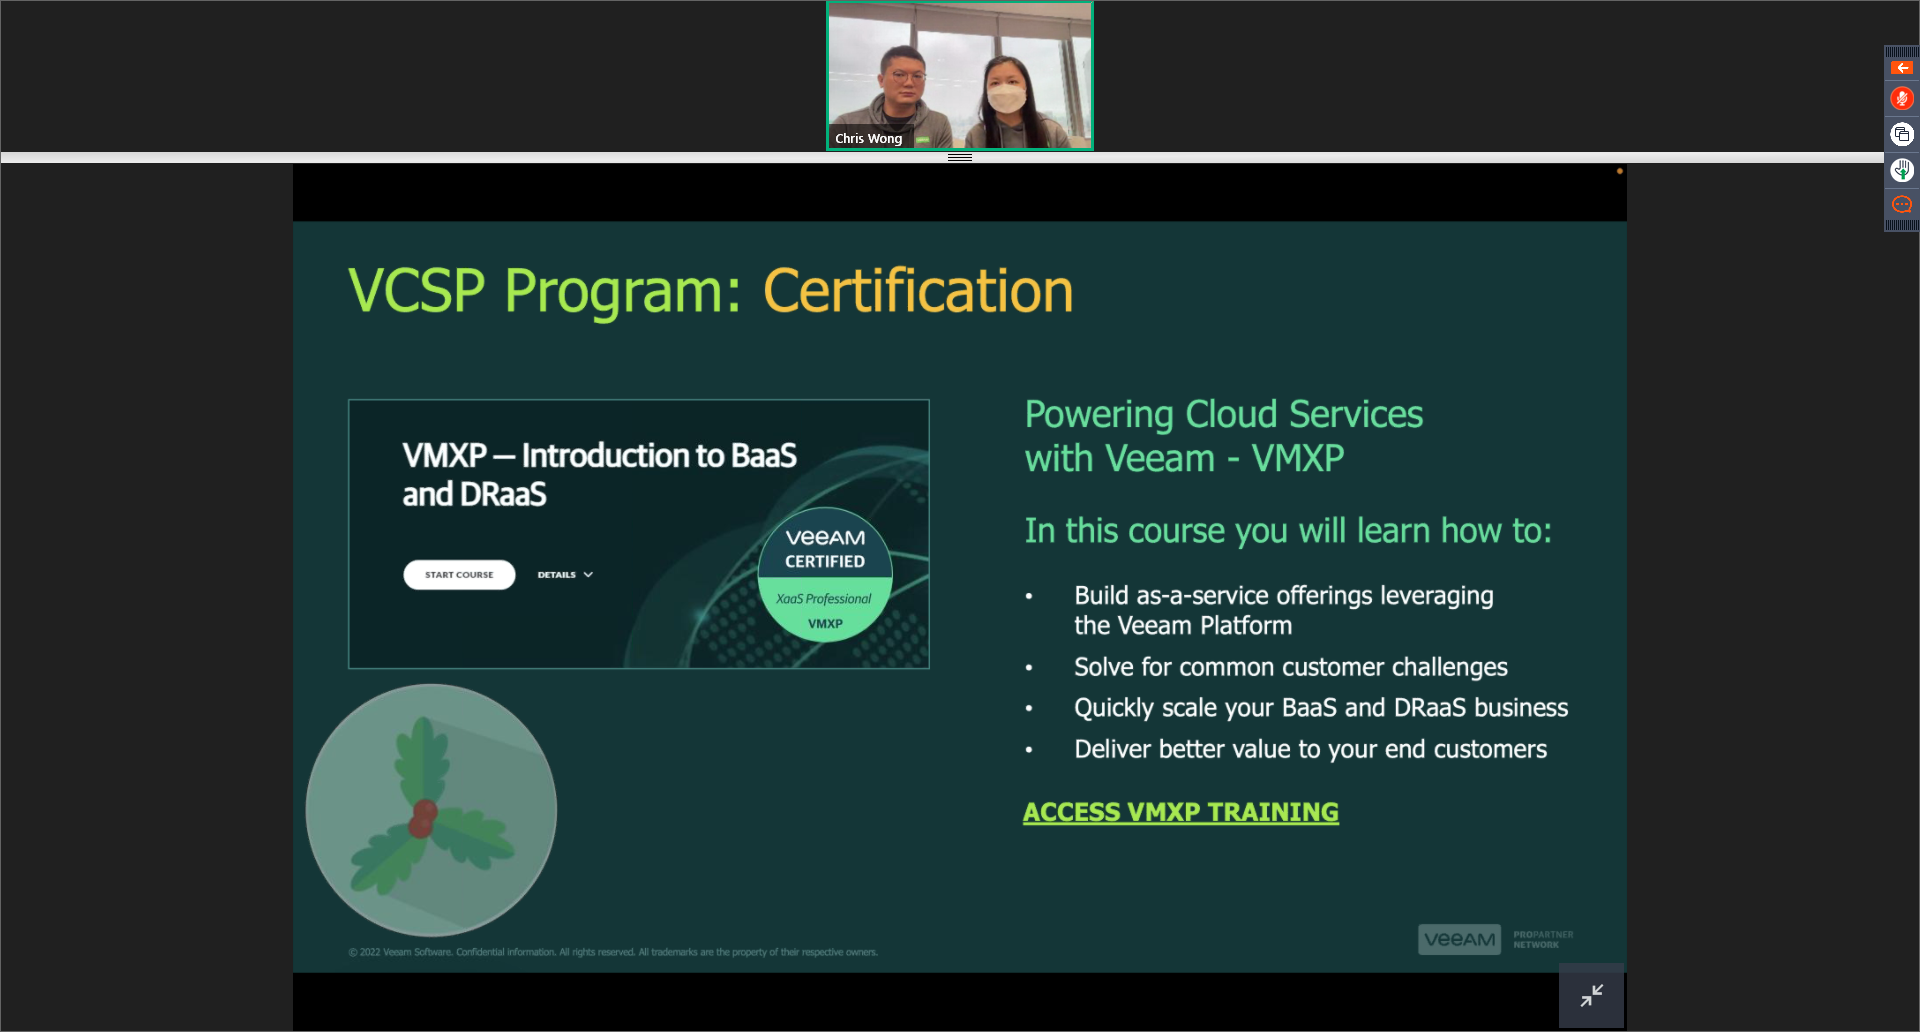 Chris Wong
VCSP Program: Certification
VMXP — Introduction to BaaS
and DRaaS
START COURSE
DETAILS
veeAM
CERTIFIED
XaaS Professional
VMXP
Powering Cloud Services
with Veeam - VMXP
In this course you will learn how to:
• Build as-a-service offerings leveraging
the Veeam Platform
• Solve for common customer challenges
• Quickly scale your BaaS and DRaaS business
• Deliver better value to your end customers
ACCESS VMXP TRAINING
© 2022 Veeam Software. Confidential information. All rights reserved. All trademarks are the property of their respective owners.
veeAM
PROPARTNER
NETWORK